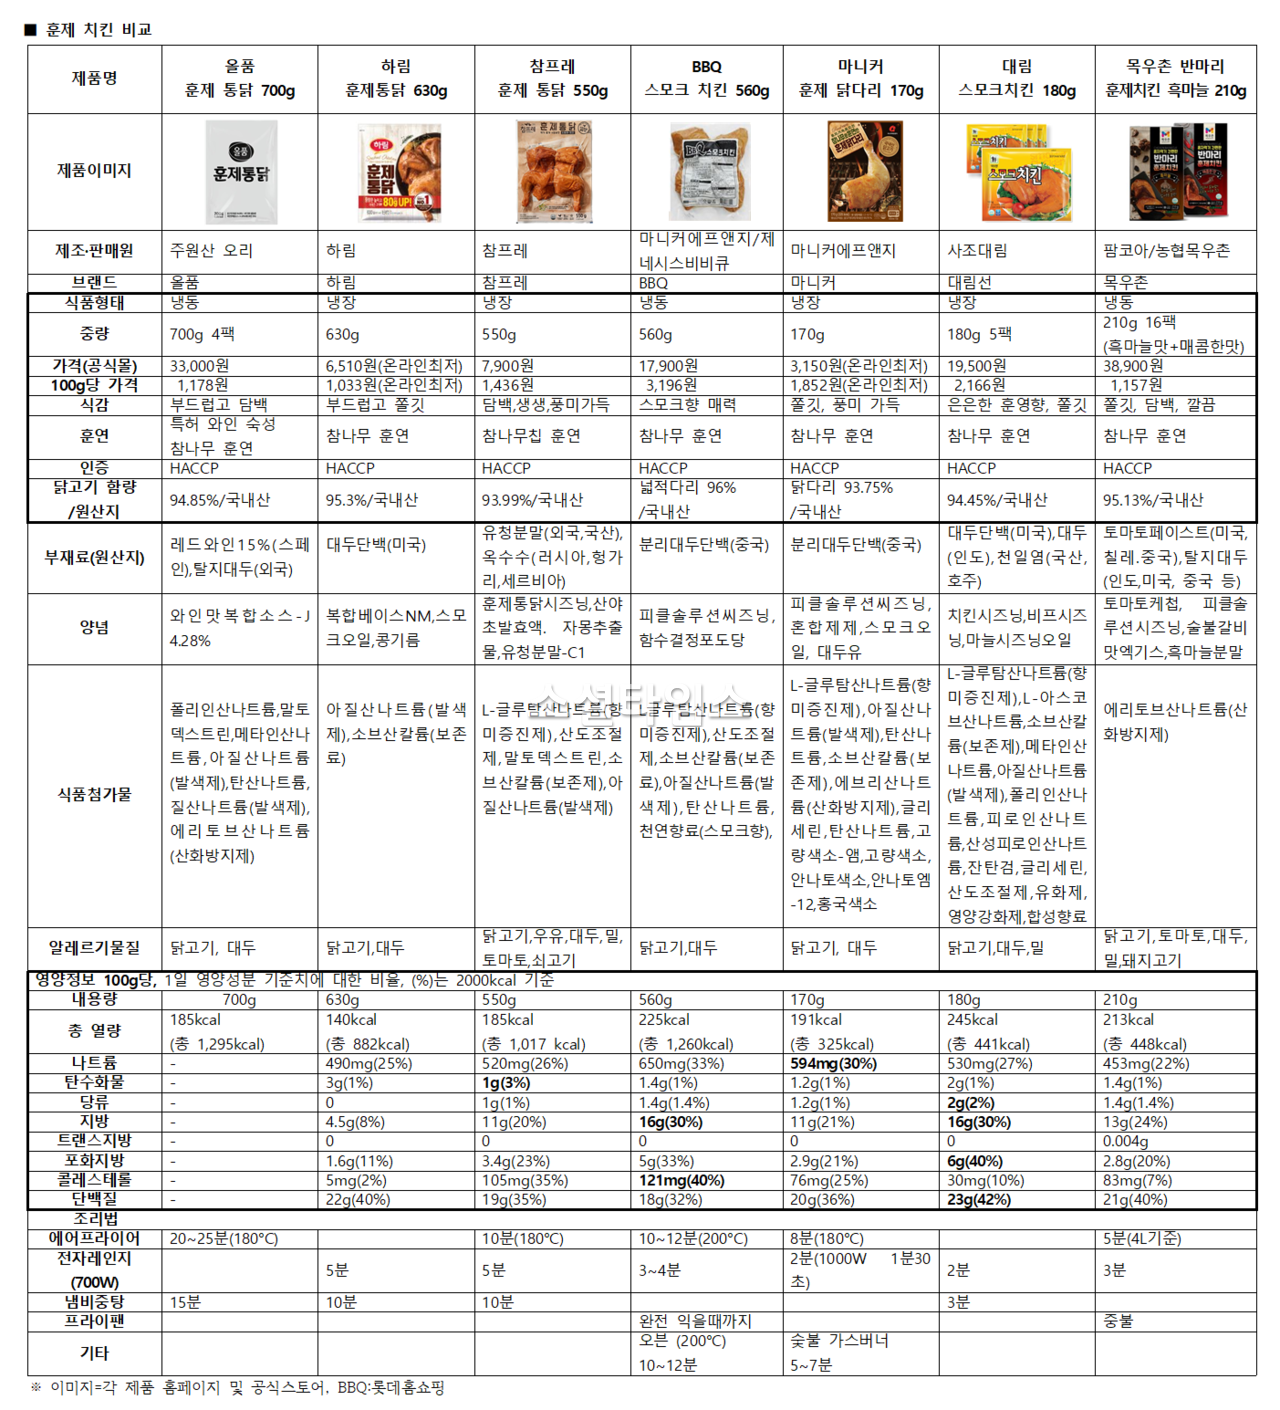 ■ 훈제 치킨 비교
제품명
올품
훈제 통닭 700g
하림
훈제통닭 630g
참프레
훈제 통닭 550g
BBQ
스모크 치킨 560g
마니커
훈제 닭다리 170g
대림
스모크치킨 180g
목우촌 반마리
훈제치킨 흑마늘 210g
제품이미지
올품
훈제통닭
하림
훈제
통닭
80g UP!
참프레 훈제통닭
BBQ 스모크치킨
훈제닭다리
치킨
스모크치킨
반마리
훈제치킨
반마리
훈제치킨
제조·판매원
주원산 오리
하림
참프레
마니커에프앤지/제
네시스비비큐
마니커에프앤지
사조대림
팜코아/농협목우촌
브랜드
올품
하림
참프레
BBQ
마니커
대림선
목우촌
식품형태
냉동
냉장
냉장
냉동
냉장
냉장
냉동
중량
700g 4팩
630g
550g
560g
170g
180g 5팩
210g 16팩
(흑마늘맛+매콤한맛)
가격(공식몰)
33,000원
6,510원(온라인최저)
7,900원
17,900원
3,150원(온라인최저)
19,500원
38,900원
100g당 가격
1,178원
1,033원(온라인최저)
1,436원
3,196원
1,852원(온라인최저)
2,166원
1,157원
식감
부드럽고 담백
부드럽고 쫄깃
담백,생생,풍미가득
스모크향 매력
쫄깃, 풍미 가득
은은한 훈영향, 쫄깃
쫄깃, 담백, 깔끔
훈연
특허 와인 숙성
참나무 훈연
참나무 훈연
참나무칩 훈연
참나무 훈연
참나무 훈연
참나무 훈연
참나무 훈연
인증
HACCP
HACCP
HACCP
HACCP
HACCP
HACCP
HACCP
닭고기 함량
/원산지
94.85%/국내산
95.3%/국내산
93.99%/국내산
넓적다리 96%
/국내산
닭다리 93.75%
/국내산
94.45%/국내산
95.13%/국내산
부재료(원산지)
레드와인15%(스페
인),탈지대두(외국)
대두단백(미국)
유청분말(외국,국산),
옥수수(러시아,헝가
리,세르비아)
분리대두단백(중국)
분리대두단백(중국)
대두단백(미국),대두
(인도),천일염(국산,
호주)
토마토페이스트(미국,
칠레.중국),탈지대두
(인도,미국, 중국 등)
양념
와인맛복합소스-J
4.28%
복합베이스NM,스모
크오일,콩기름
훈제통닭시즈닝,산야
초발효액. 자몽추출
물,유청분말-C1
피클솔루션씨즈닝,
함수결정포도당
피클솔루션씨즈닝,
혼합제제,스모크오
일, 대두유
치킨시즈닝,비프시즈
닝,마늘시즈닝오일
토마토케첩, 피클솔
루션시즈닝,술불갈비
맛엑기스,흑마늘분말
식품첨가물
폴리인산나트륨,말토
덱스트린,메타인산나
트륨,아질산나트륨
(발색제),탄산나트륨,
질산나트륨(발색제),
에리토브산나트륨
(산화방지제)
아질산나트륨(발색
제),소브산칼륨(보존
료)
L-글루탐산나트륨(향
미증진제),산도조절
제,말토덱스트린,소
브산칼륨(보존제),아
질산나트륨(발색제)
L글루탐산나트륨(향
미증진제),산도조절
제,소브산칼륨(보존
료),아질산나트륨(발
색제),탄산나트륨,
천연향료(스모크향),
L-글루탐산나트륨(향
미증진제),아질산나
트륨(발색제),탄산나
트륨,소브산칼륨(보
존제),에브리산나트
륨(산화방지제),글리
세린,탄산나트륨,고
량색소-앰,고량색소,
안나토색소,안나토엠
-12,홍국색소
L-글루탐산나트륨(향
미증진제),L-아스코
브산나트륨,소브산칼
륨(보존제),메타인산
나트륨,아질산나트륨
(발색제),폴리인산나
트륨,피로인산나트
륨,산성피로인산나트
륨,잔탄검,글리세린,
산도조절제,유화제,
영양강화제,합성향료
에리토브산나트륨(산
화방지제)
소셜타임스
알레르기물질
닭고기, 대두
닭고기,대두
닭고기,우유,대두,밀,
토마토,쇠고기
닭고기,대두
닭고기, 대두
닭고기,대두,밀
닭고기,토마토,대두,
밀,돼지고기
영양정보 100g당, 1일 영양성분 기준치에 대한 비율, (%)는 2000kcal 기준
내용량
700g
630g
550g
560g
170g
180g
210g
총 열량
185kcal
(총 1,295kcal)
140kcal
(총 882kcal)
185kcal
(총 1,017 kcal)
225kcal
(총 1,260kcal)
191kcal
(총 325kcal)
245kcal
(총 441kcal)
213kcal
(총 448kcal)
나트륨
-
490mg(25%)
520mg(26%)
650mg(33%)
594mg(30%)
530mg(27%)
453mg(22%)
탄수화물
-
3g(1%)
1g(3%)
1.4g(1%)
1.2g(1%)
2g(1%)
1.4g(1%)
당류
-
0
1g(1%)
1.4g(1.4%)
1.2g(1%)
2g(2%)
1.4g(1.4%)
지방
-
4.5g(8%)
11g(20%)
16g(30%)
11g(21%)
16g(30%)
13g(24%)
트랜스지방
-
0
0
0
0
0
0.004g
포화지방
-
1.6g(11%)
3.4g(23%)
5g(33%)
2.9g(21%)
6g(40%)
2.8g(20%)
콜레스테롤
-
5mg(2%)
105mg(35%)
121mg(40%)
76mg(25%)
30mg(10%)
83mg(7%)
단백질
-
22g(40%)
19g(35%)
18g(32%)
20g(36%)
23g(42%)
21g(40%)
조리법
에어프라이어
20~25분(180℃)
10분(180℃)
10~12분(200℃)
8분(180℃)
5분(4L기준)
전자레인지
(700W)
5분
5분
3~4분
2분(1000W 1분30
초)
2분
3분
냄비중탕
15분
10분
10분
3분
프라이팬
완전 익을때까지
중불
기타
오븐 (200℃)
10~12분
숯불 가스버너
5~7분
※ 이미지=각 제품 홈페이지 및 공식스토어, BBQ:롯데홈쇼핑